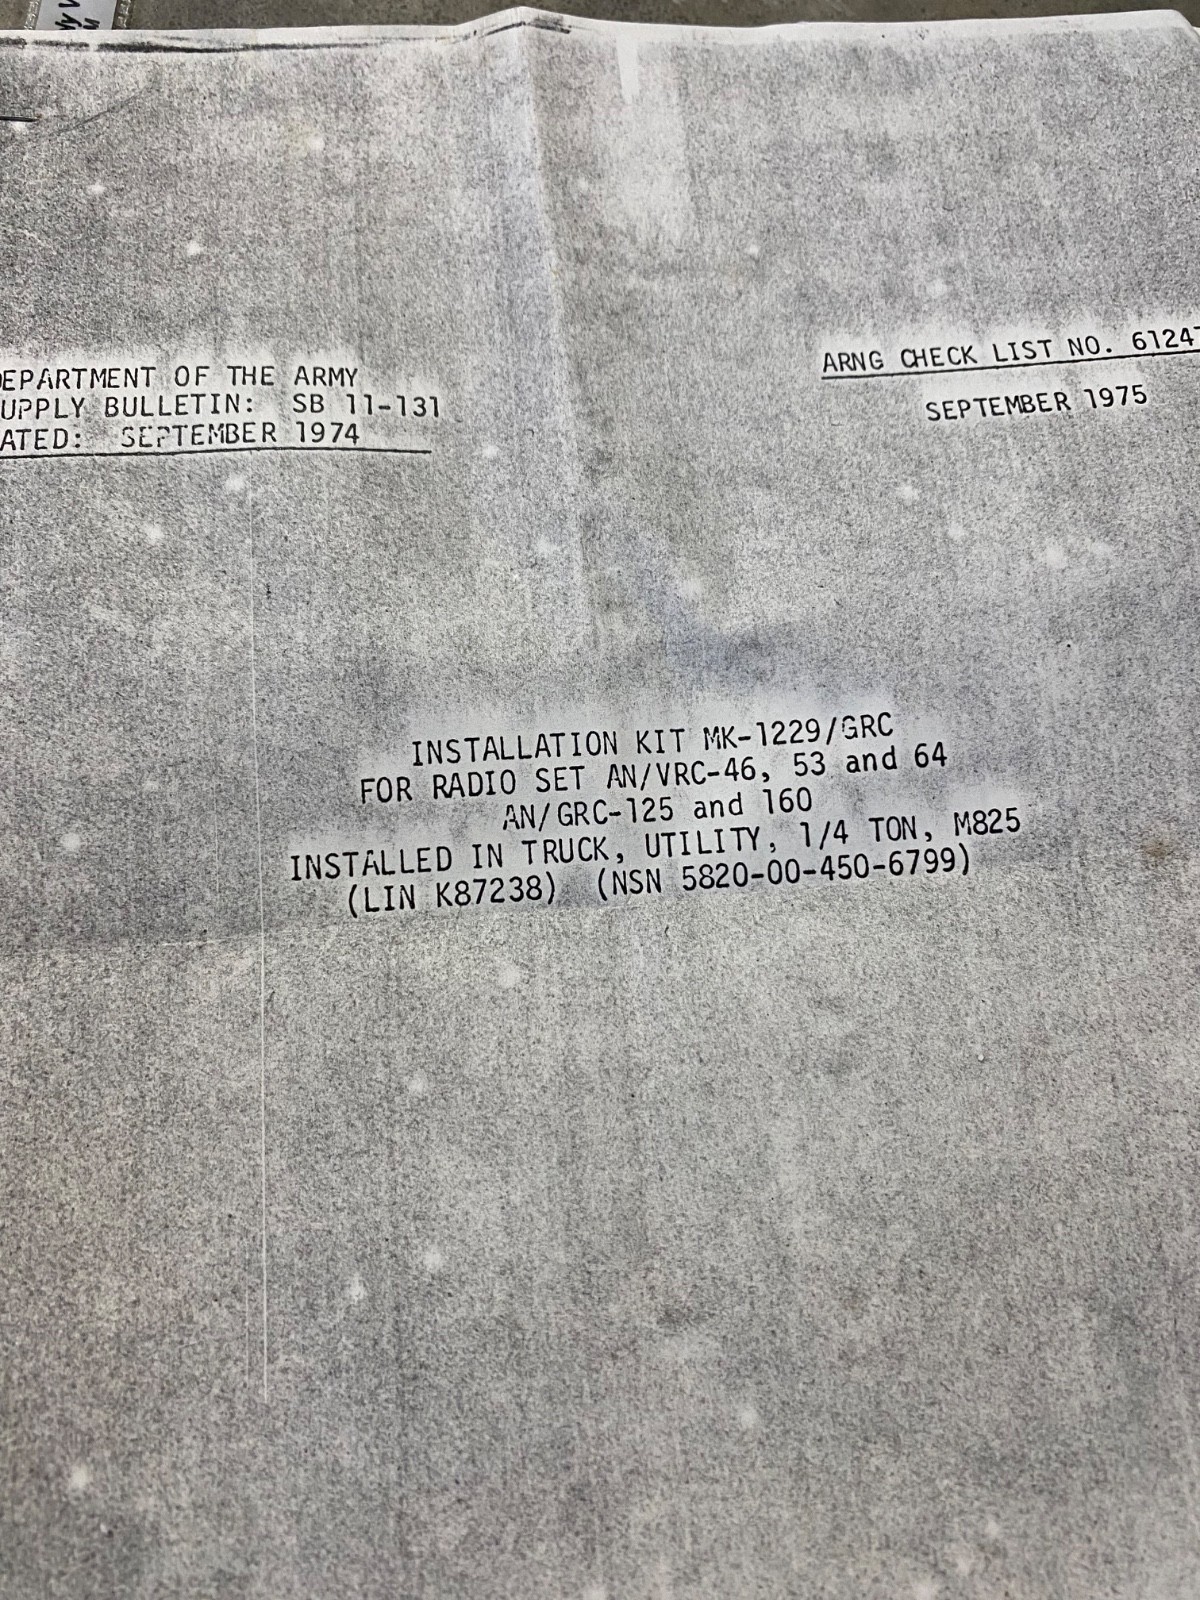 EPARTMENT OF THE ARMY
UPPLY BULLETIN: SB 11-131
ATED: SEPTEMBER 1974
ARNG CHECK LIST NO. 6124
SEPTEMBER 1975
INSTALLATION KIT MK-1229/GRC
FOR RADIO SET AN/VRC-46, 53 and 64
AN/GRC-125 and 160
INSTALLED IN TRUCK, UTILITY, 1/4 TON, M825
(LIN K87238) (NSN 5820-00-450-6799)